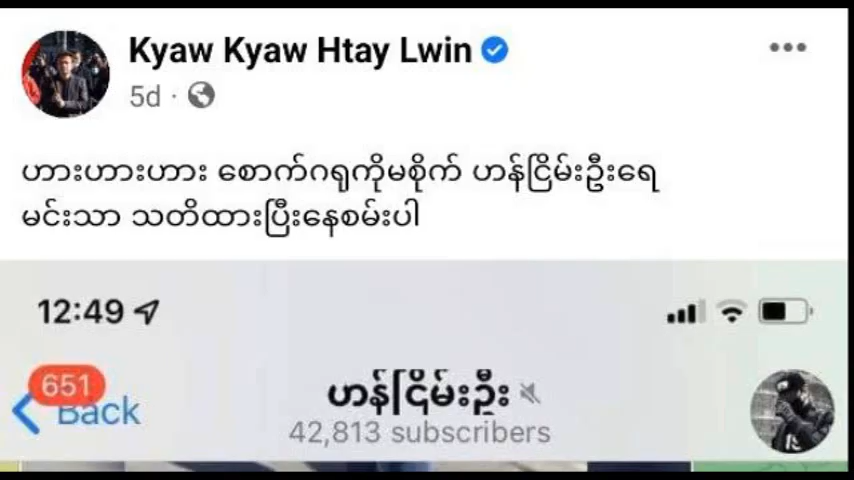 Kyaw Kyaw Htay Lwin
5d ·
ဟားဟားဟား စောက်ဂရုကိုမစိုက် ဟန်ငြိမ်းဦးရေ
မင်းသာ သတိထားပြီးနေစမ်းပါ
12:49
651
Back
ဟန်ငြိမ်းဦး
42,813 subscribers